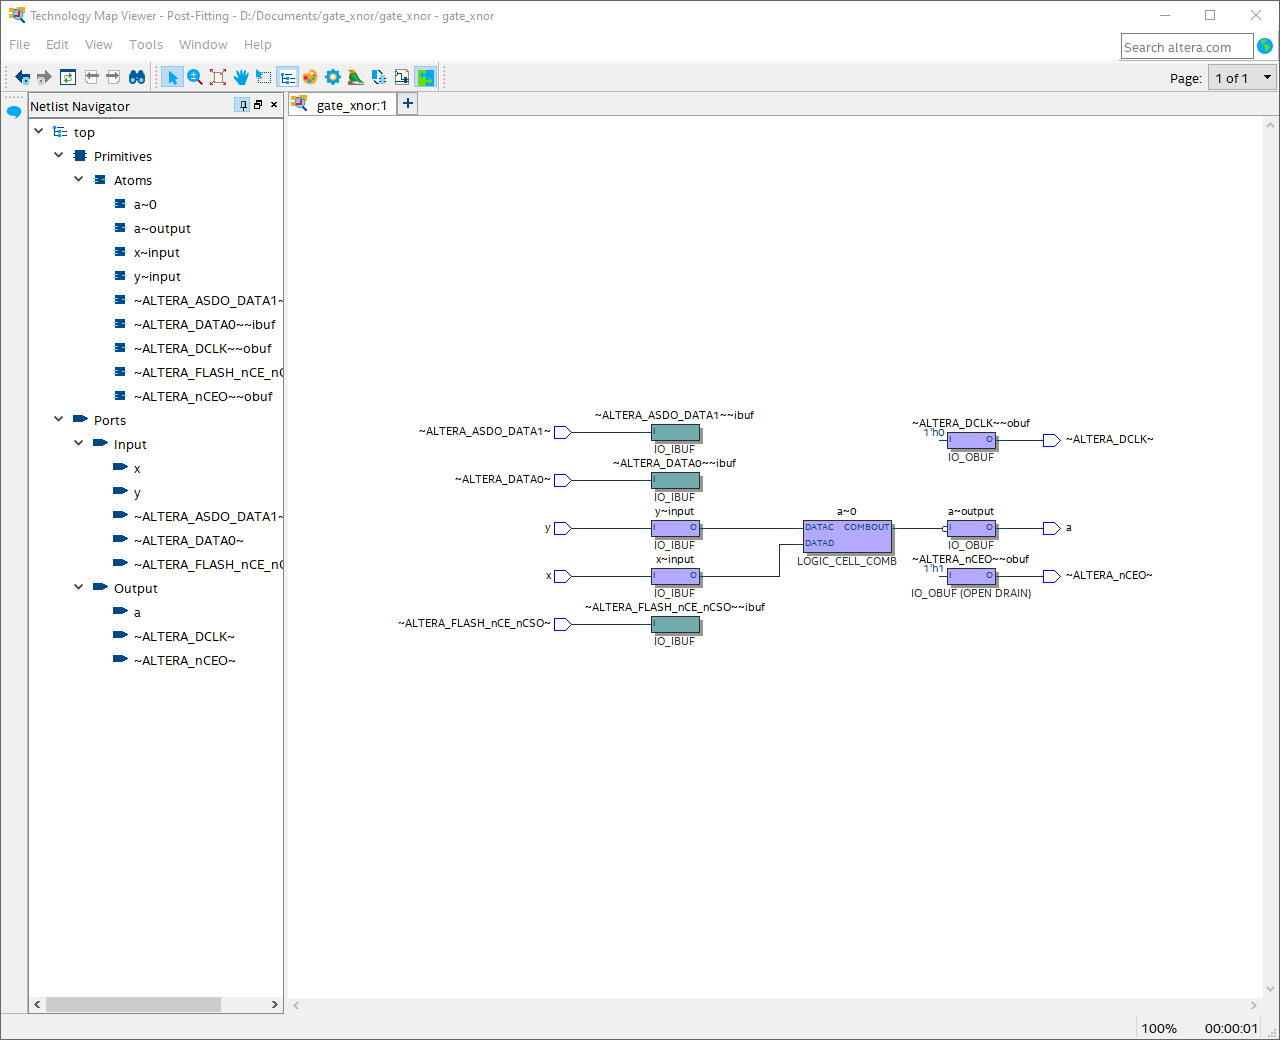 Technology Map Viewer - Post-Fitting - D:/Documents/gate_xnor/gate_xnor - gate_xnor
File Edit View Tools Window Help
Search altera.com
Page: 1 of 1
Netlist Navigator
top
Primitives
Atoms
a~0
a~output
x~input
y~input
~ALTERA_ASDO_DATA1~
~ALTERA_DATA0~~ibuf
~ALTERA_DCLK~~obuf
~ALTERA_FLASH_nCE_nC
~ALTERA_nCEO~~obuf
Ports
Input
x
y
~ALTERA_ASDO_DATA1~
~ALTERA_DATA0~
~ALTERA_FLASH_nCE_nC
Output
a
~ALTERA_DCLK~
~ALTERA_nCEO~
gate_xnor:1
~ALTERA_ASDO_DATA1~~ibuf
~ALTERA_ASDO_DATA1~
I
IO_IBUF
~ALTERA_DATA0~~ibuf
~ALTERA_DATA0~
I
IO_IBUF
y~input
y
I O
IO_IBUF
x~input
x
I O
IO_IBUF
~ALTERA_FLASH_nCE_nCSO~~ibuf
~ALTERA_FLASH_nCE_nCSO~
I
IO_IBUF
a~0
DATAC COMBOUT
DATAD
LOGIC_CELL_COMB
~ALTERA_DCLK~~obuf
1'h0
I O
~ALTERA_DCLK~
IO_OBUF
a~output
I O
a
IO_OBUF
~ALTERA_nCEO~~obuf
1'h1
I O
~ALTERA_nCEO~
IO_OBUF (OPEN DRAIN)
100% 00:00:01